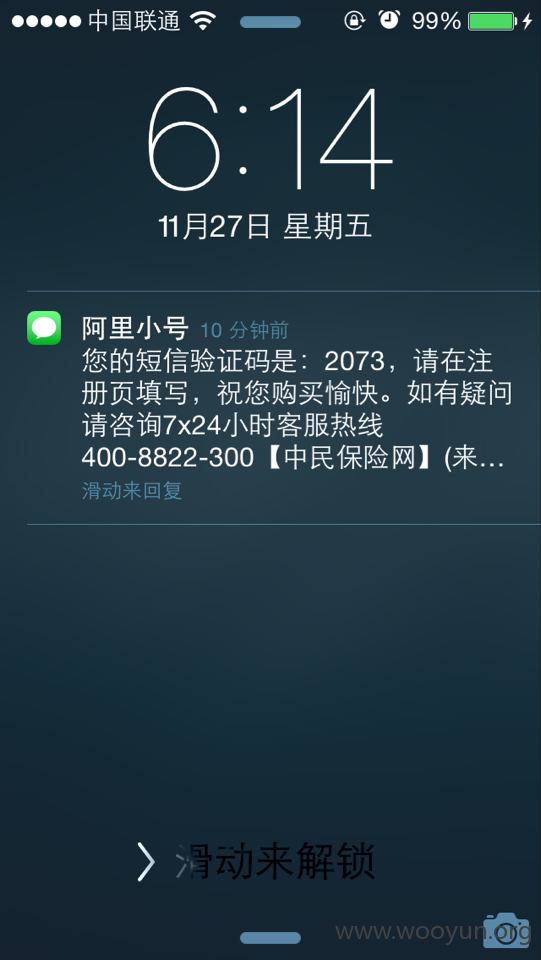 中国联通 99%
6:14
11月27日 星期五
阿里小号 10 分钟前
您的短信验证码是：2073，请在注
册页填写，祝您购买愉快。如有疑问
请咨询7x24小时客服热线
400-8822-300【中民保险网】(来…
滑动来回复
滑动来解锁
www.wooyun.org